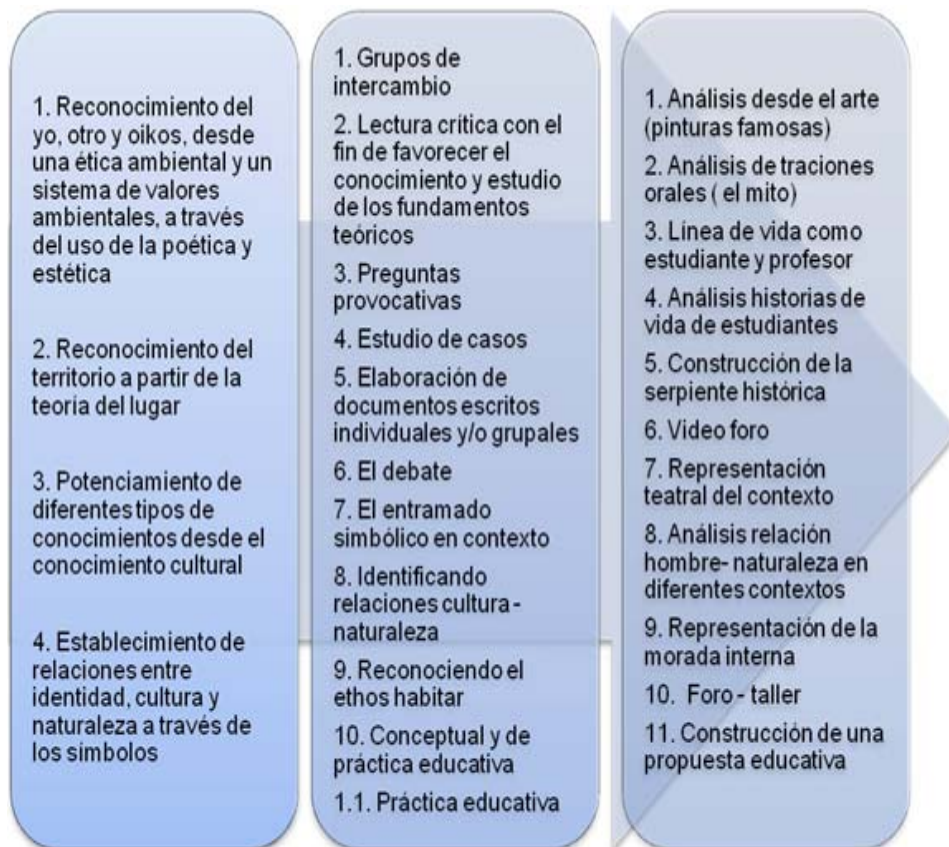 1. Reconocimiento del
yo, otro y oikos, desde
una ética ambiental y un
sistema de valores
ambientales, a través
del uso de la poética y
estética
2. Reconocimiento del
territorio a partir de la
teoría del lugar
3. Potenciamiento de
diferentes tipos de
conocimientos desde el
conocimiento cultural
4. Establecimiento de
relaciones entre
identidad, cultura y
naturaleza a través de
los símbolos
1. Grupos de
intercambio
2. Lectura crítica con el
fin de favorecer el
conocimiento y estudio
de los fundamentos
teóricos
3. Preguntas
provocativas
4. Estudio de casos
5. Elaboración de
documentos escritos
individuales y/o grupales
6. El debate
7. El entramado
simbólico en contexto
8. Identificando
relaciones cultura-
naturaleza
9. Reconociendo el
ethos habitar
10. Conceptual y de
práctica educativa
1.1. Práctica educativa
1. Análisis desde el arte
(pinturas famosas)
2. Análisis de traciones
orales ( el mito)
3. Línea de vida como
estudiante y profesor
4. Análisis historias de
vida de estudiantes
5. Construcción de la
serpiente histórica
6. Video foro
7. Representación
teatral del contexto
8. Análisis relación
hombre- naturaleza en
diferentes contextos
9. Representación de la
morada interna
10. Foro - taller
11. Construcción de una
propuesta educativa